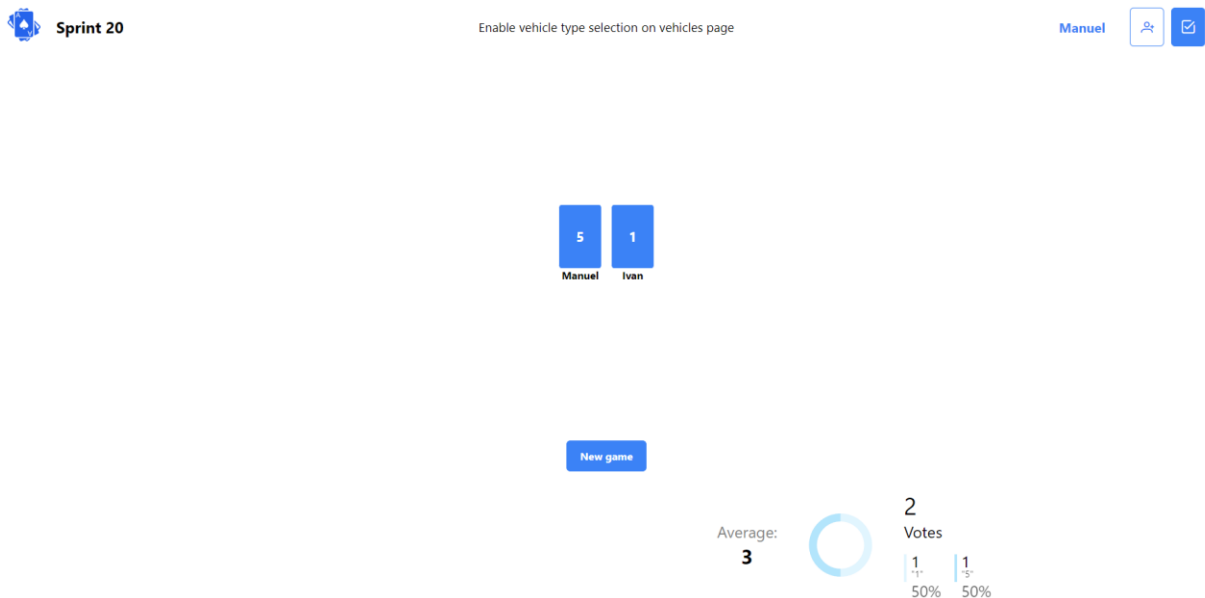 Sprint 20
Enable vehicle type selection on vehicles page
Manuel
5
1
Manuel
Ivan
New game
Average:
3
2
Votes
1
"1"
50%
1
"5"
50%